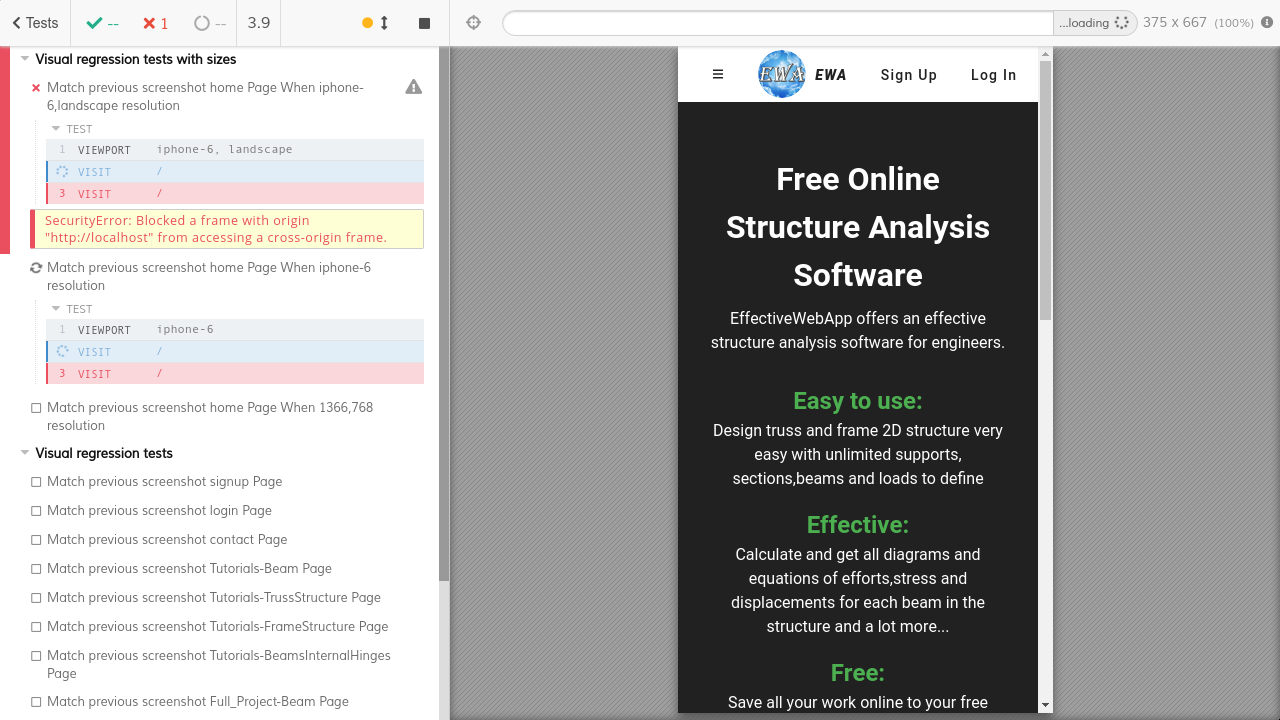 Tests
--
1
--
3.9
...loading
375 x 667 (100%)
Visual regression tests with sizes
Match previous screenshot home Page When iphone-
6,landscape resolution
TEST
1 VIEWPORT iphone-6, landscape
VISIT /
3 VISIT /
SecurityError: Blocked a frame with origin
"http://localhost" from accessing a cross-origin frame.
Match previous screenshot home Page When iphone-6
resolution
TEST
1 VIEWPORT iphone-6
VISIT /
3 VISIT /
Match previous screenshot home Page When 1366,768
resolution
Visual regression tests
Match previous screenshot signup Page
Match previous screenshot login Page
Match previous screenshot contact Page
Match previous screenshot Tutorials-Beam Page
Match previous screenshot Tutorials-TrussStructure Page
Match previous screenshot Tutorials-FrameStructure Page
Match previous screenshot Tutorials-BeamsInternalHinges
Page
Match previous screenshot Full_Project-Beam Page
EWA EWA Sign Up Log In
Free Online
Structure Analysis
Software
EffectiveWebApp offers an effective
structure analysis software for engineers.
Easy to use:
Design truss and frame 2D structure very
easy with unlimited supports,
sections,beams and loads to define
Effective:
Calculate and get all diagrams and
equations of efforts,stress and
displacements for each beam in the
structure and a lot more...
Free:
Save all your work online to your free